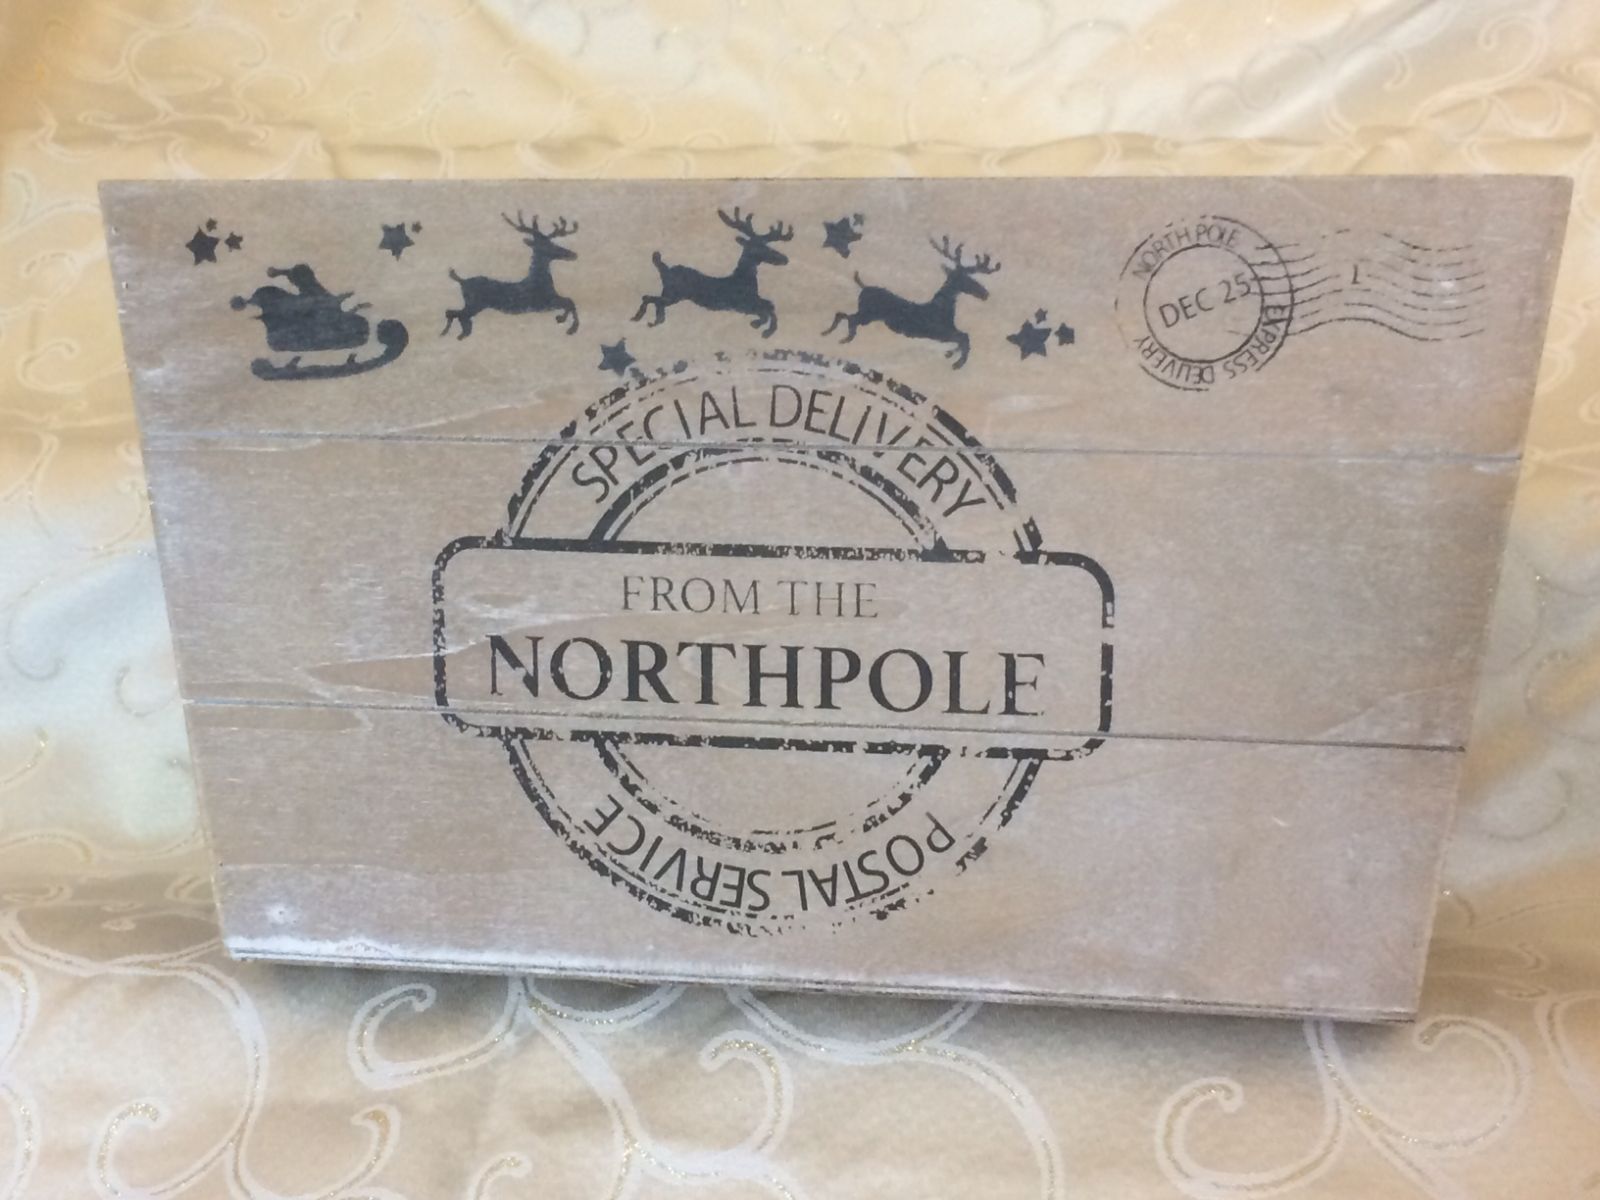 NORTH POLE
DEC 25
EXPRESS DELIVERY
SPECIAL DELIVERY
FROM THE
NORTHPOLE
POSTAL SERVICE